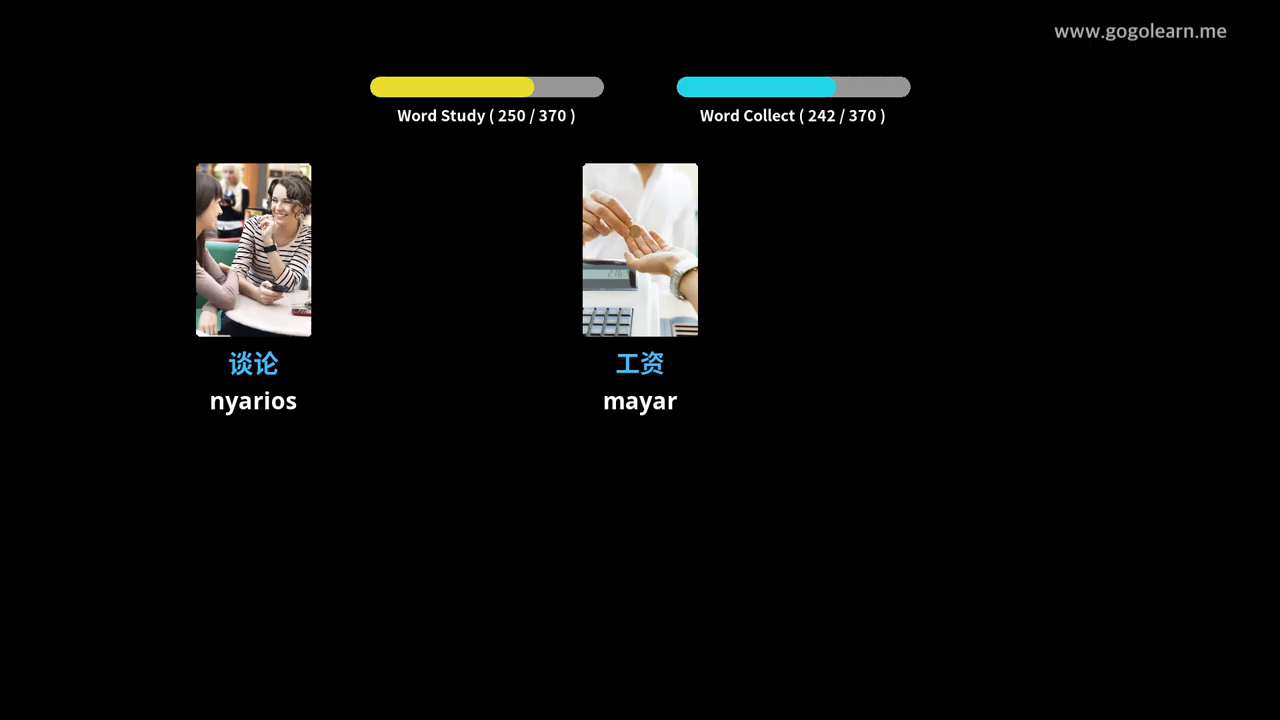 www.gogolearn.me
Word Study ( 250 / 370 )
Word Collect ( 242 / 370 )
谈论
nyarios
工资
mayar